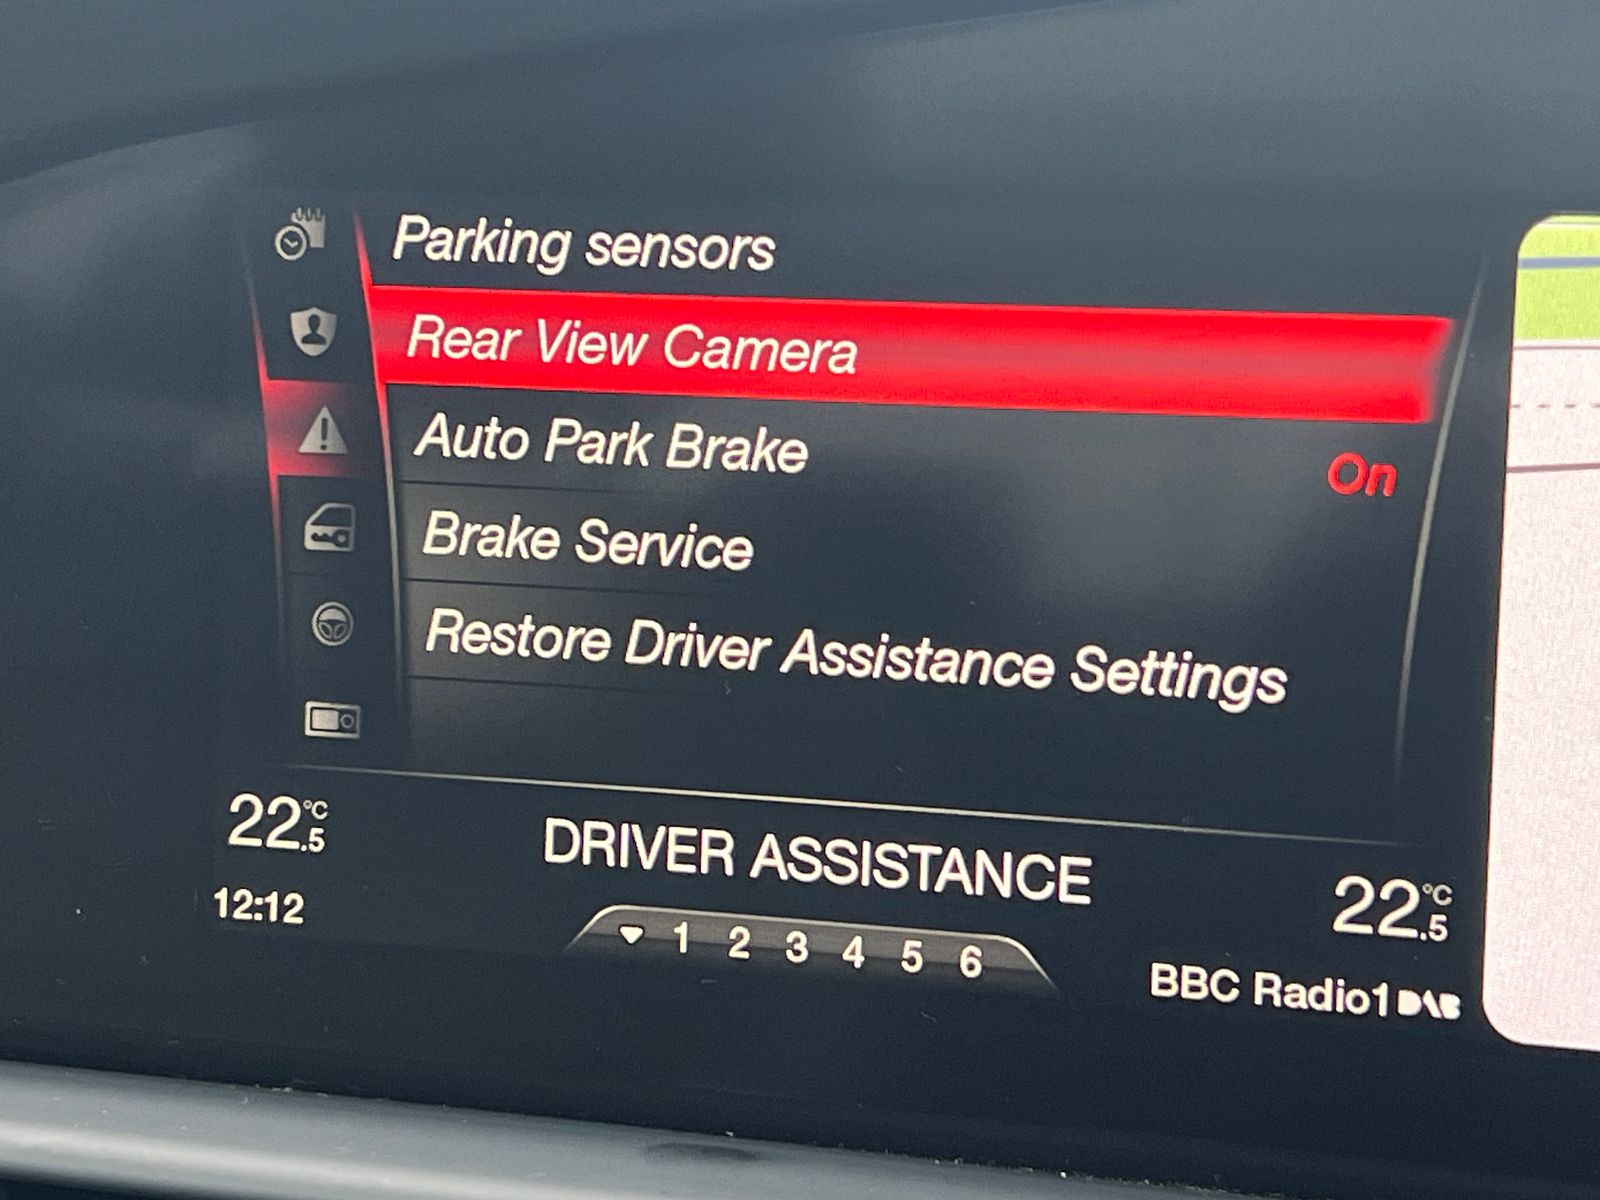 Parking sensors
Rear View Camera
Auto Park Brake On
Brake Service
Restore Driver Assistance Settings
22.5 °C
DRIVER ASSISTANCE
22.5 °C
12:12
1 2 3 4 5 6
BBC Radio1 DAB